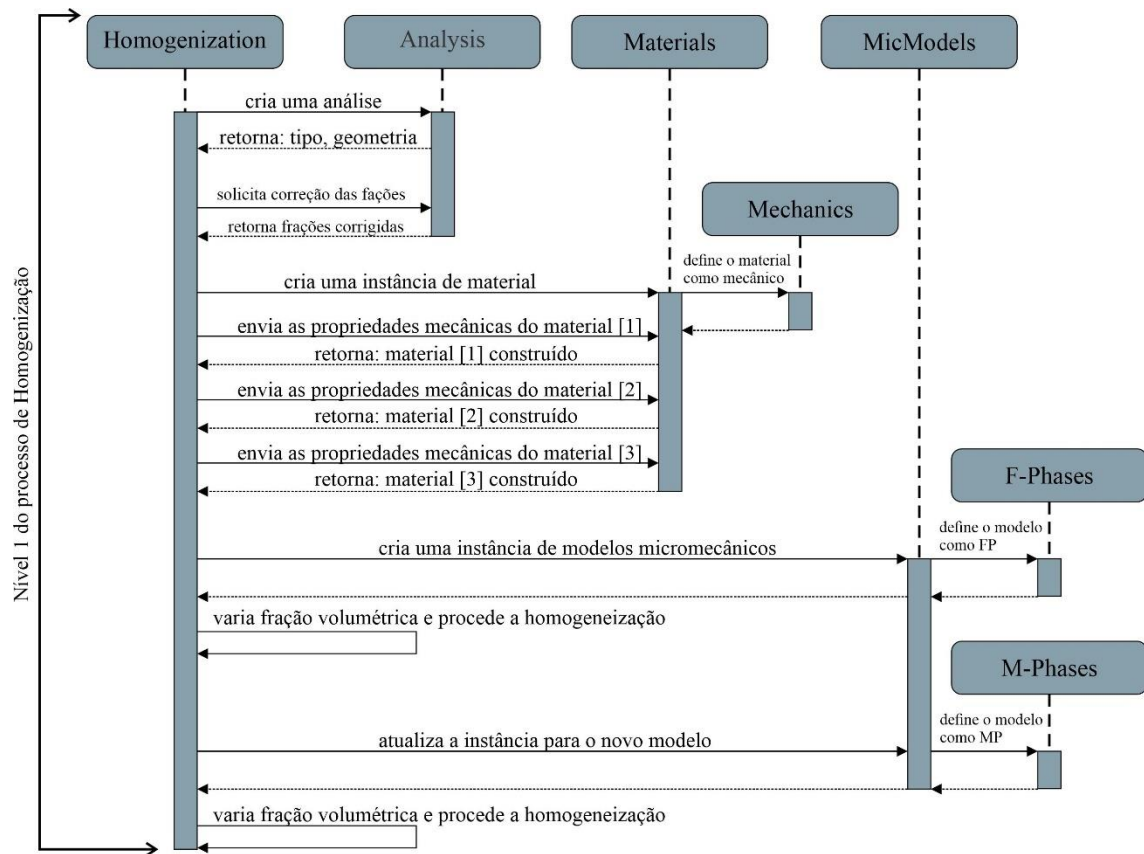 Homogenization
Analysis
Materials
MicModels
cria uma análise
retorna: tipo, geometria
solicita correção das fações
retorna frações corrigidas
Mechanics
define o material
como mecânico
cria uma instância de material
envia as propriedades mecânicas do material [1]
retorna: material [1] construído
envia as propriedades mecânicas do material [2]
retorna: material [2] construído
envia as propriedades mecânicas do material [3]
retorna: material [3] construído
F-Phases
define o modelo
como FP
cria uma instância de modelos micromecânicos
varia fração volumétrica e procede a homogeneização
M-Phases
define o modelo
como MP
atualiza a instância para o novo modelo
varia fração volumétrica e procede a homogeneização
Nível 1 do processo de Homogenização